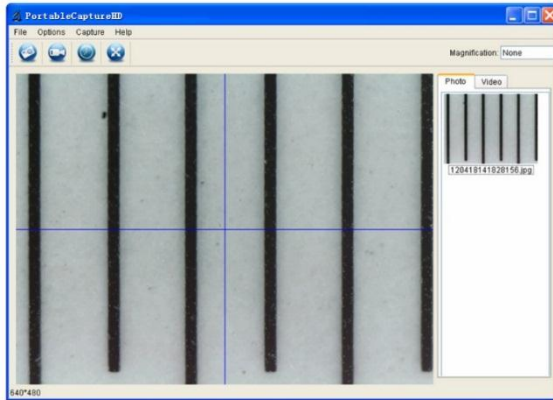 PortableCaptureHD
File Options Capture Help
Magnification: None
Photo Video
120418141828156.jpg
640*480